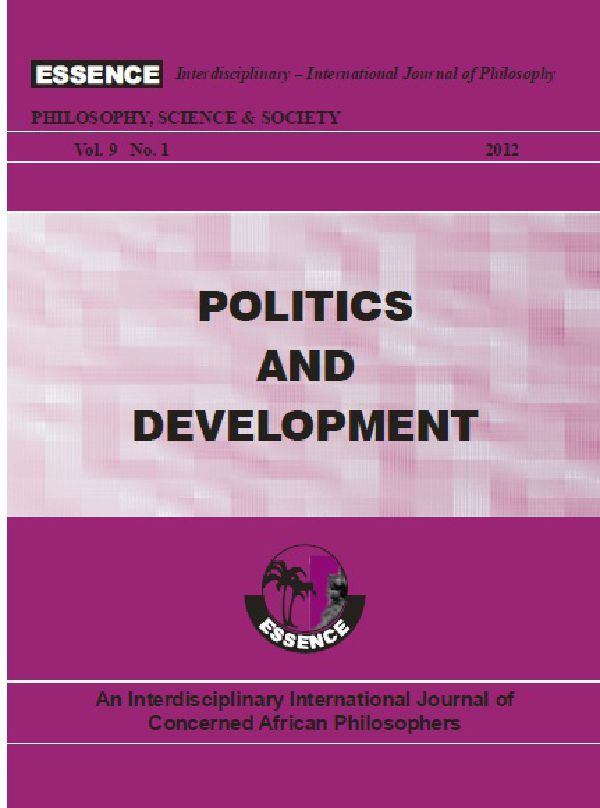 ESSENCE Interdisciplinary – International Journal of Philosophy
PHILOSOPHY, SCIENCE & SOCIETY
Vol. 9 No. 1 2012
POLITICS
AND
DEVELOPMENT
ESSENCE
An Interdisciplinary International Journal of
Concerned African Philosophers